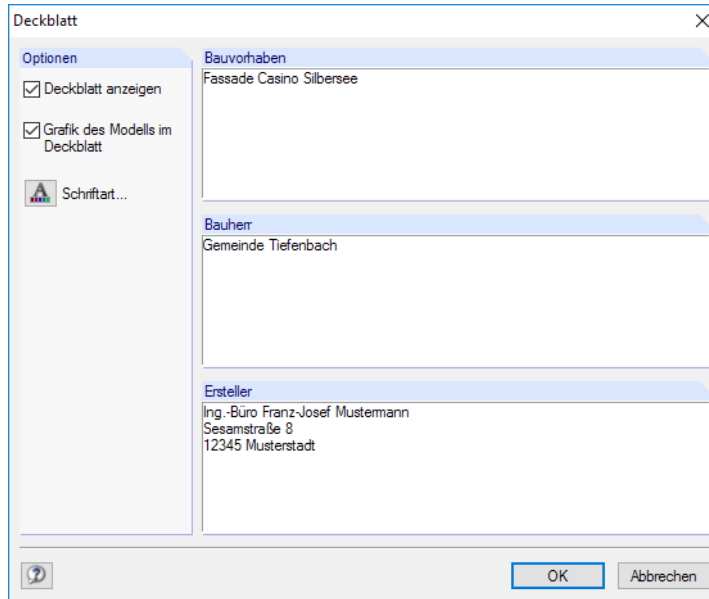 Deckblatt
Optionen
Deckblatt anzeigen
Grafik des Modells im
Deckblatt
Schriftart...
Bauvorhaben
Fassade Casino Silbersee
Bauherr
Gemeinde Tiefenbach
Ersteller
Ing.-Büro Franz-Josef Mustermann
Sesamstraße 8
12345 Musterstadt
OK
Abbrechen